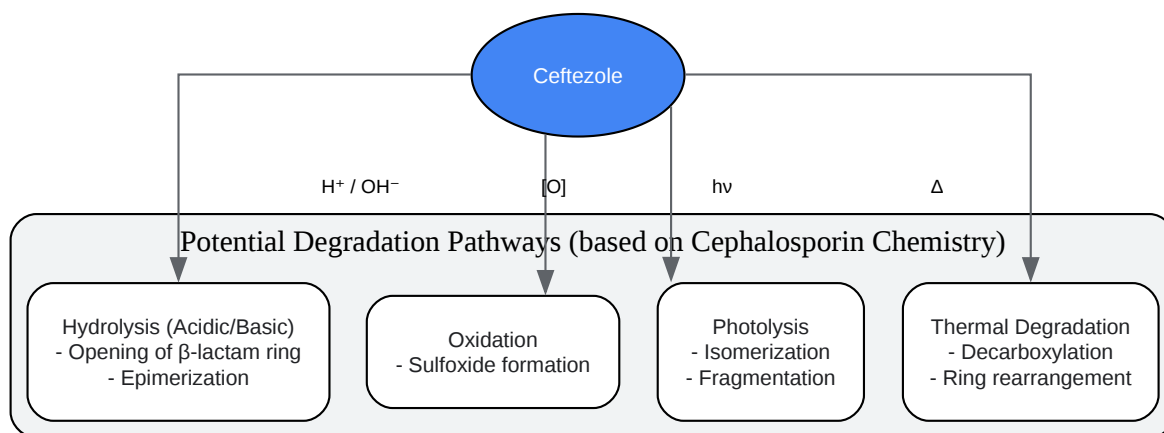 Ceftezole
H⁺ / OH⁻
[O]
hν
Δ
Potential Degradation Pathways (based on Cephalosporin Chemistry)
Hydrolysis (Acidic/Basic)
- Opening of β-lactam ring
- Epimerization
Oxidation
- Sulfoxide formation
Photolysis
- Isomerization
- Fragmentation
Thermal Degradation
- Decarboxylation
- Ring rearrangement